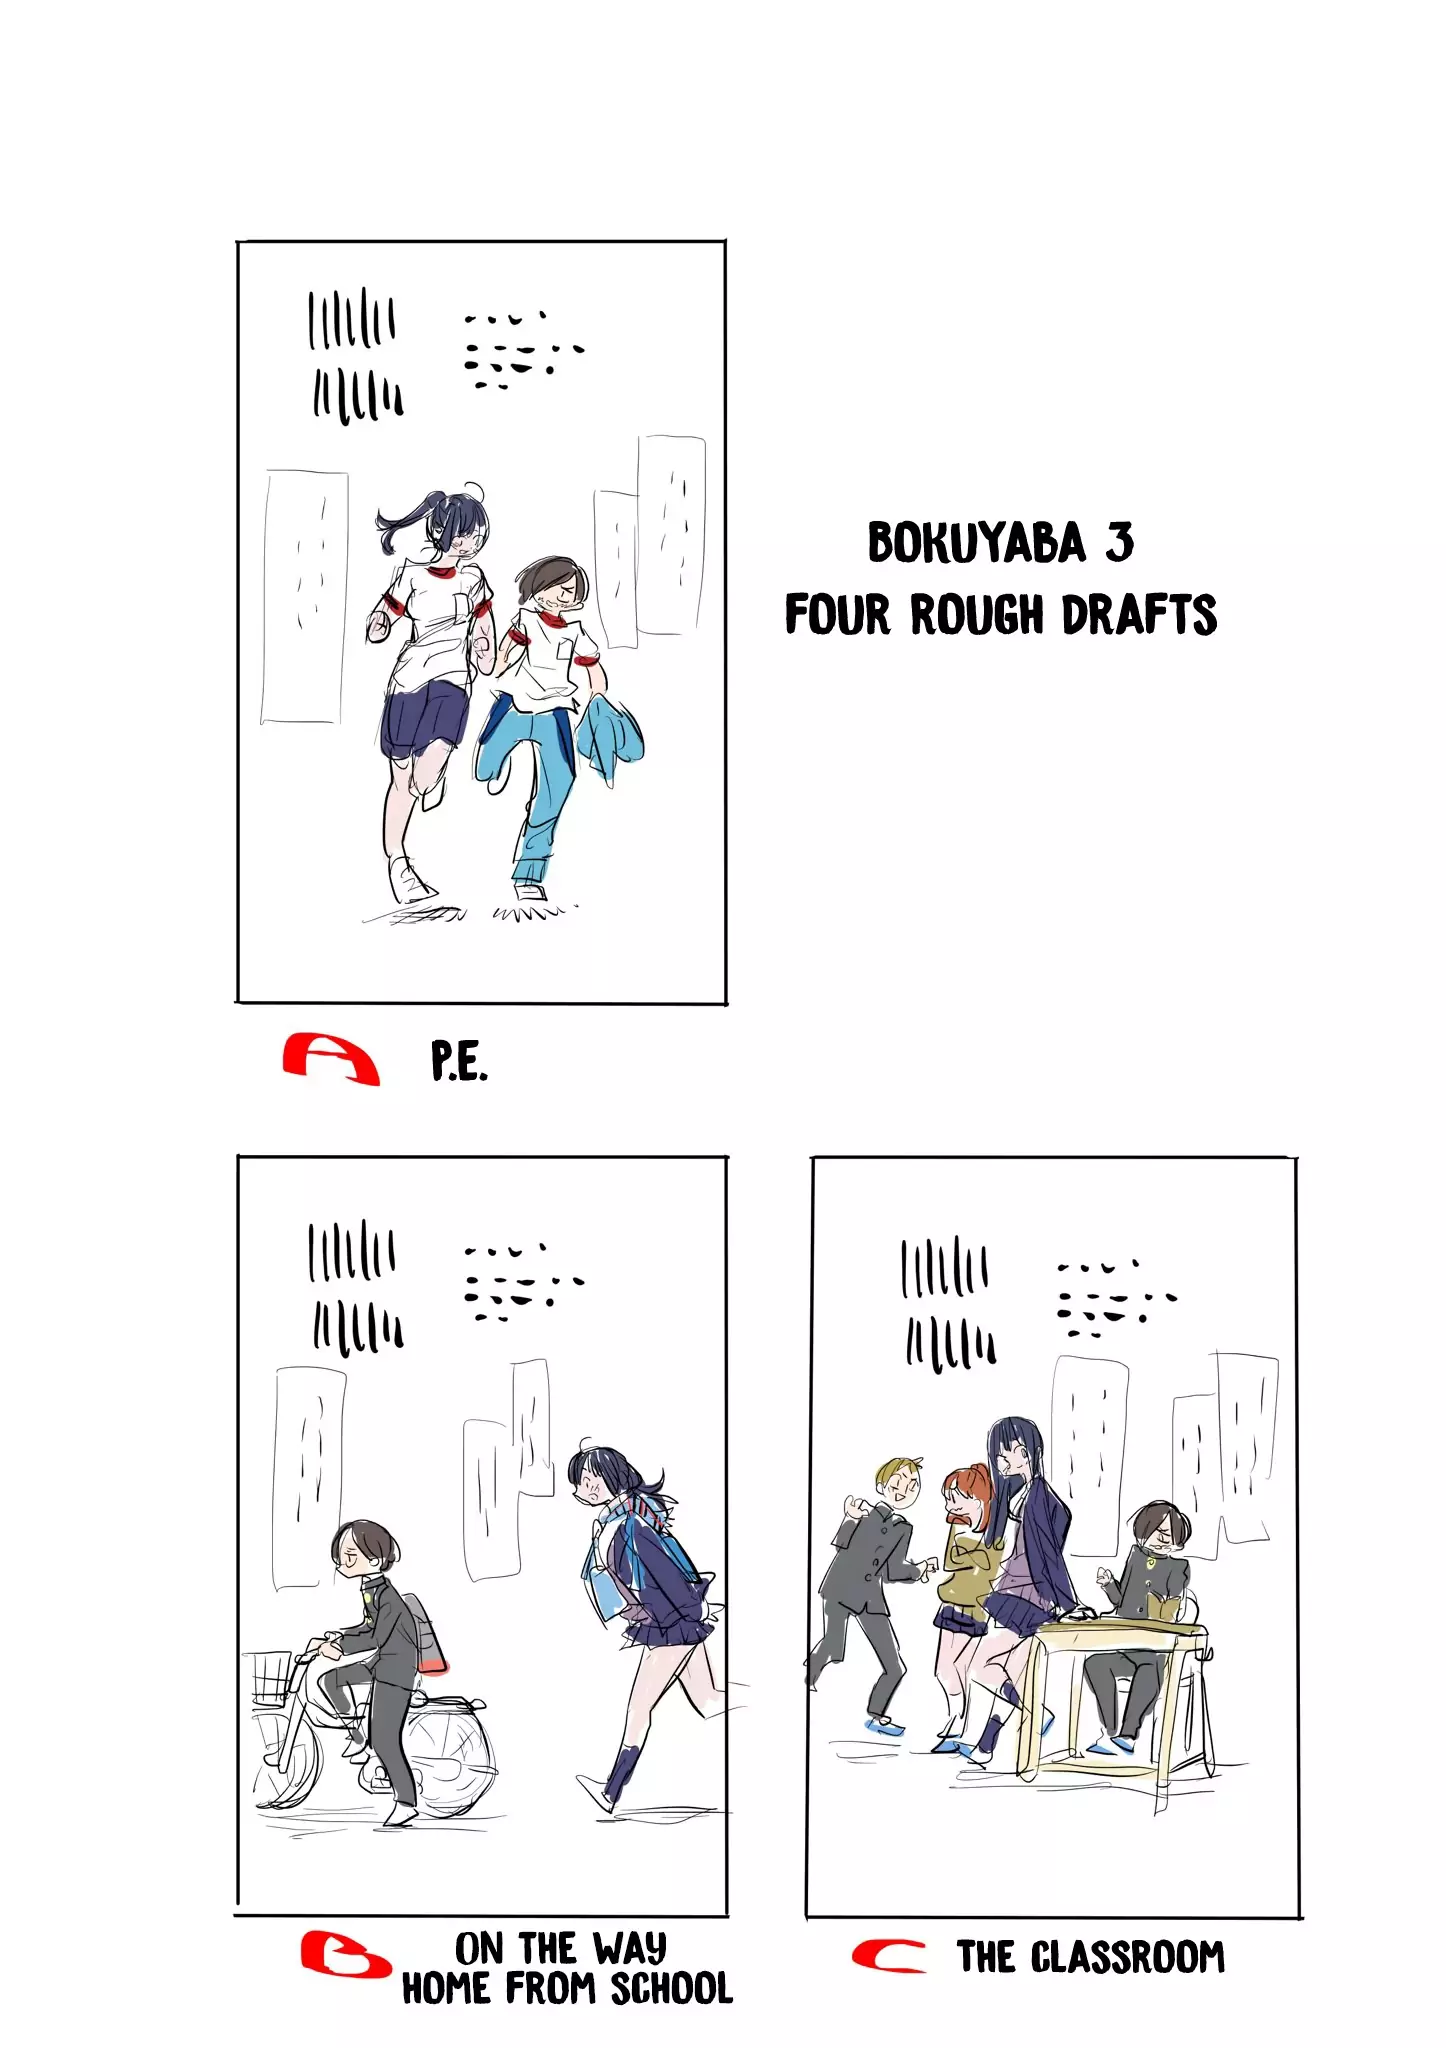 BOKUYABA 3
FOUR ROUGH DRAFTS
A P.E.
B ON THE WAY
HOME FROM SCHOOL
C THE CLASSROOM